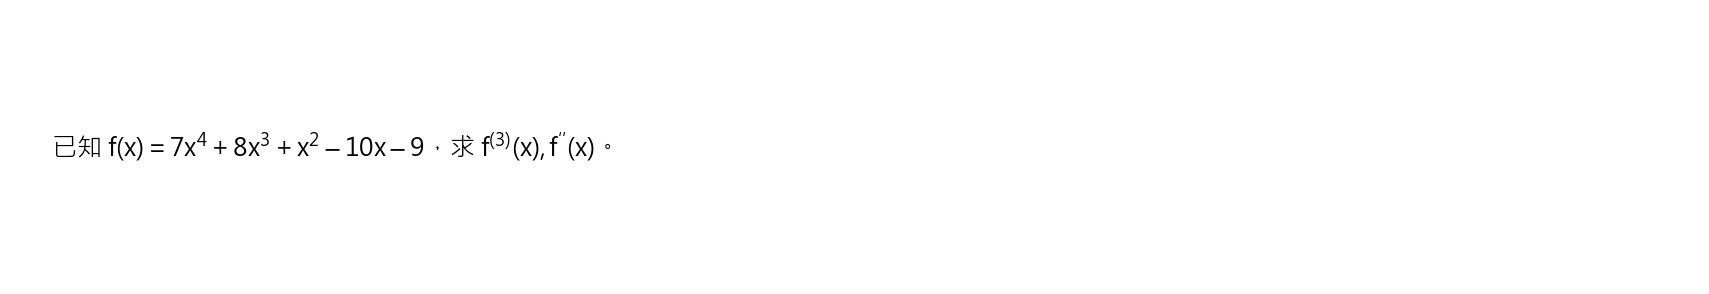 已知 f(x) = 7x⁴ + 8x³ + x² – 10x – 9，求 f⁽³⁾(x), f′′(x)。